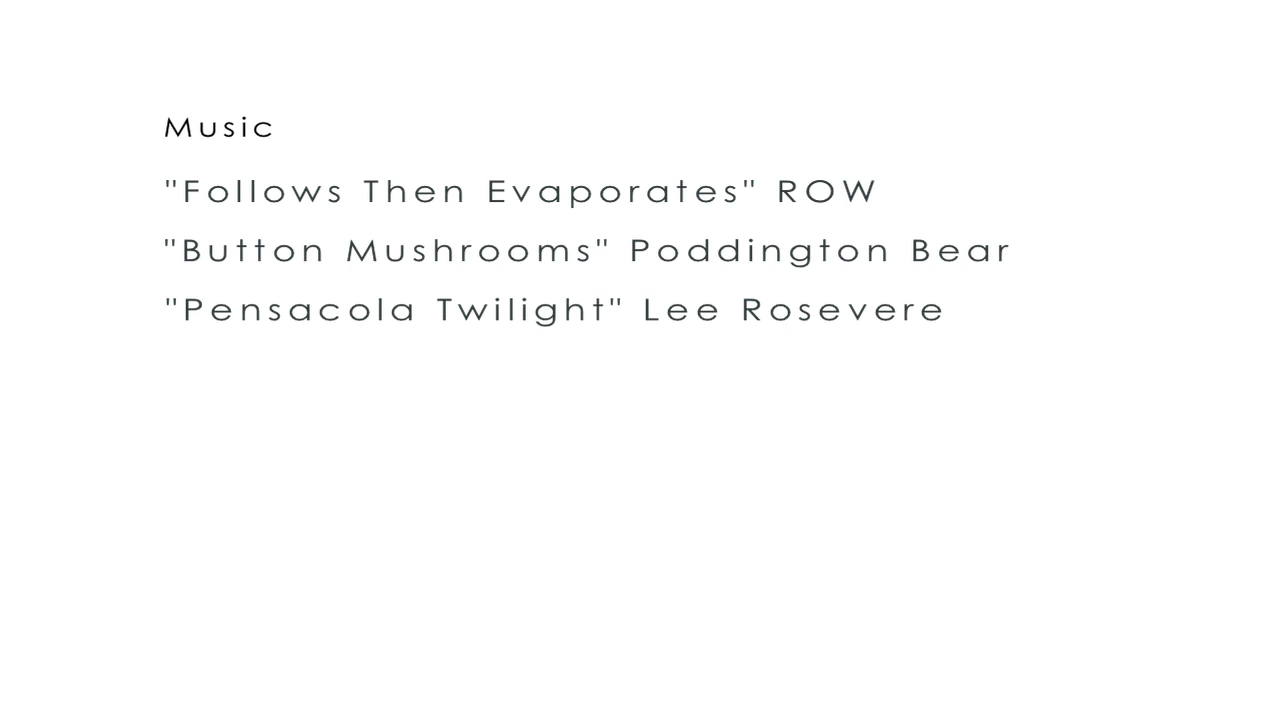 Music
"Follows Then Evaporates" ROW
"Button Mushrooms" Poddington Bear
"Pensacola Twilight" Lee Rosevere